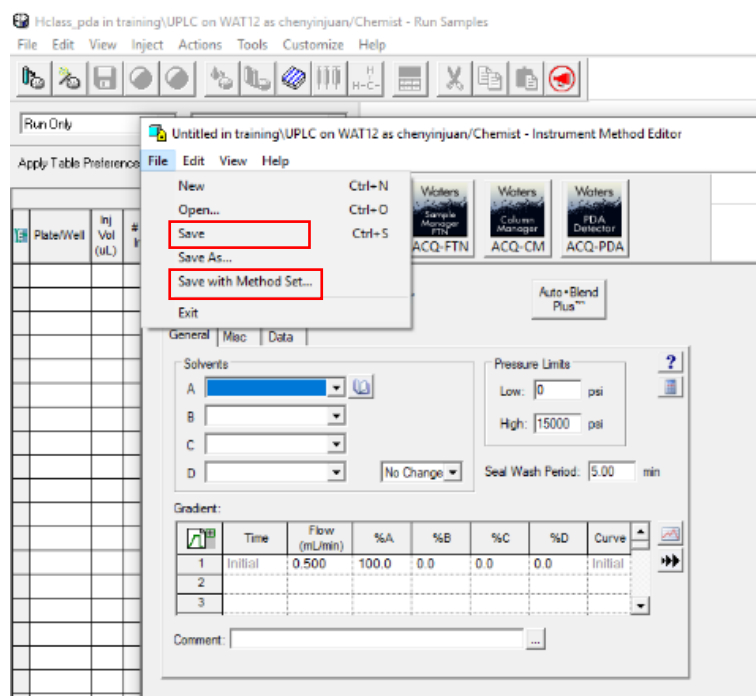 Hclass_pda in training\UPLC on WAT12 as chenyinjuan/Chemist - Run Samples
File Edit View Inject Actions Tools Customize Help
H-C-
Run Only
Untitled in training\UPLC on WAT12 as chenyinjuan/Chemist - Instrument Method Editor
Apply Table Preference
File Edit View Help
New Ctrl+N
Open... Ctrl+O
Save Ctrl+S
Save As...
Save with Method Set...
Exit
Waters Sample Manager FTN
ACQ-FTN
Waters Column Manager
ACQ-CM
Waters PDA Detector
ACQ-PDA
Plate/Well
Inj Vol (uL)
#
Auto•Blend Plus™
General Misc Data
Solvents
A
B
C
D
No Change
Pressure Limits
Low: 0 psi
High: 15000 psi
?
Seal Wash Period: 5.00 min
Gradient:
Time Flow (mL/min) %A %B %C %D Curve
1 Initial 0.500 100.0 0.0 0.0 0.0 Initial
2
3
Comment: ...